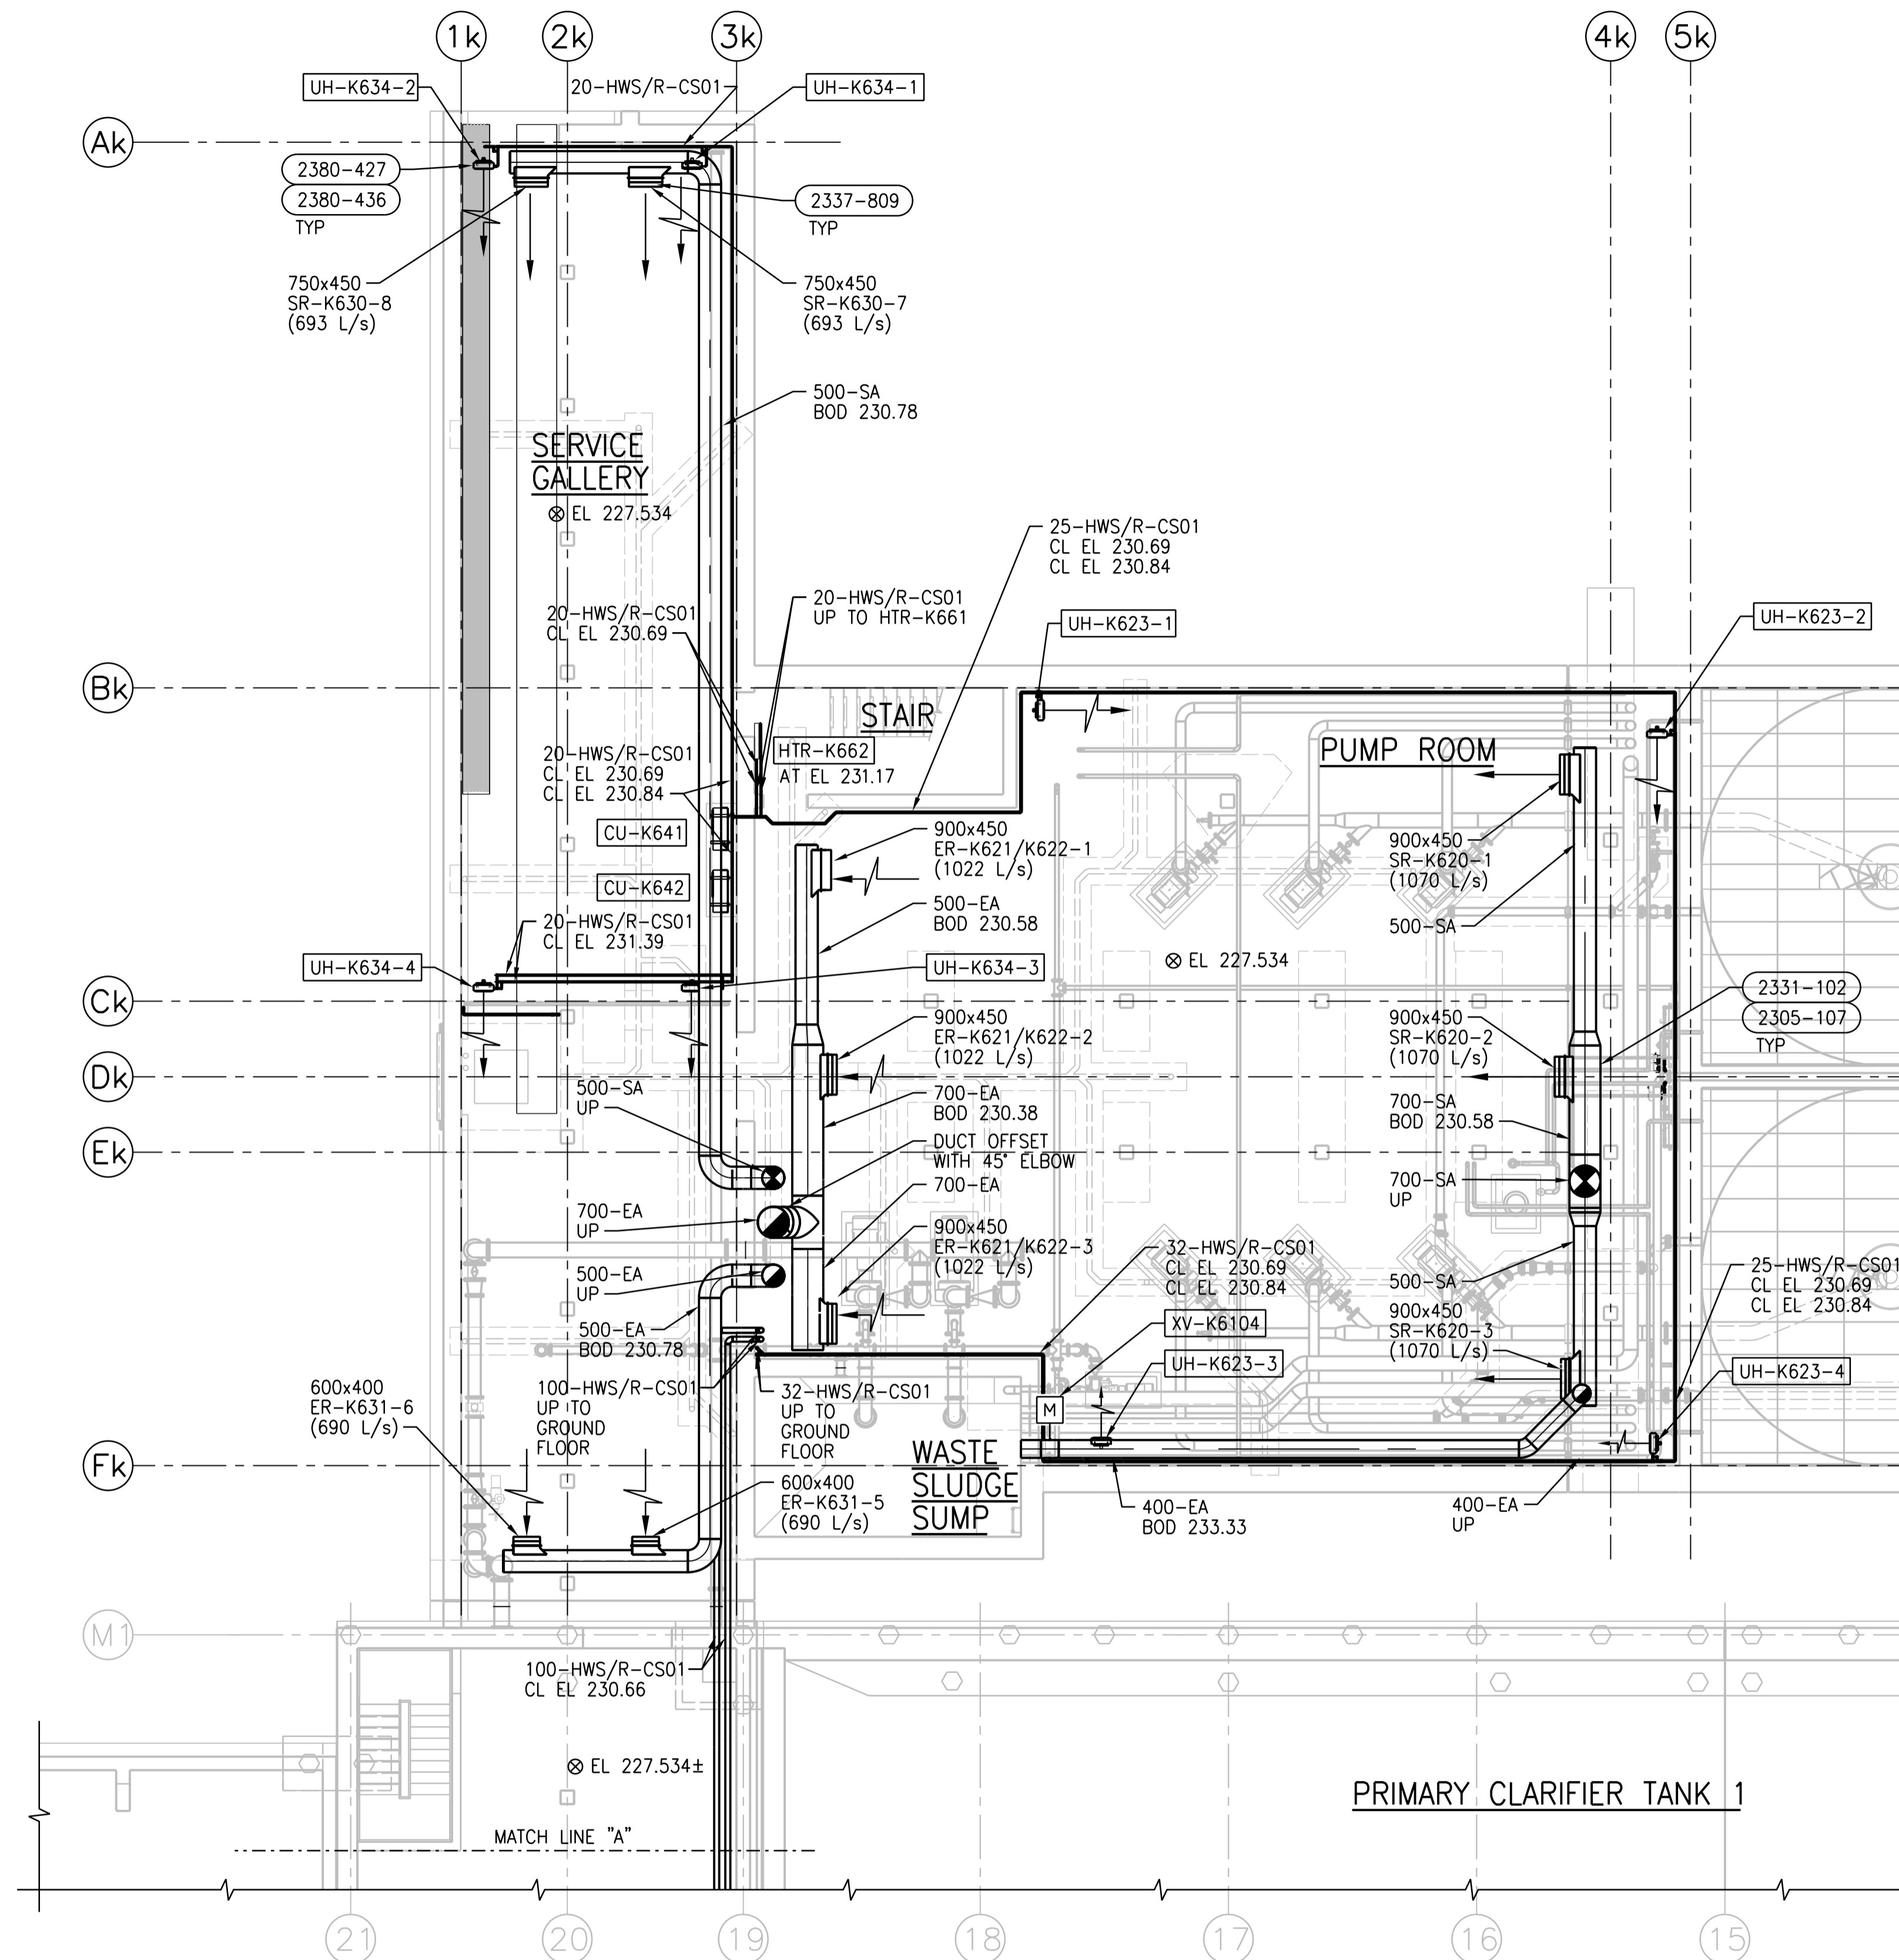 1k
2k
3k
4k
5k
UH-K634-2
20-HWS/R-CS01
UH-K634-1
Ak
2380-427
2380-436
TYP
2337-809
TYP
750x450
SR-K630-8
(693 L/s)
750x450
SR-K630-7
(693 L/s)
500-SA
BOD 230.78
SERVICE
GALLERY
EL 227.534
25-HWS/R-CS01
CL EL 230.69
CL EL 230.84
20-HWS/R-CS01
CL EL 230.69
20-HWS/R-CS01
UP TO HTR-K661
UH-K623-1
UH-K623-2
Bk
STAIR
PUMP ROOM
HTR-K662
AT EL 231.17
20-HWS/R-CS01
CL EL 230.69
CL EL 230.84
CU-K641
CU-K642
900x450
ER-K621/K622-1
(1022 L/s)
900x450
SR-K620-1
(1070 L/s)
500-EA
BOD 230.58
500-SA
20-HWS/R-CS01
CL EL 231.39
EL 227.534
UH-K634-4
UH-K634-3
2331-102
2305-107
TYP
Ck
900x450
ER-K621/K622-2
(1022 L/s)
900x450
SR-K620-2
(1070 L/s)
Dk
500-SA
UP
700-EA
BOD 230.38
700-SA
BOD 230.58
Ek
DUCT OFFSET
WITH 45° ELBOW
700-EA
700-SA
UP
700-EA
UP
900x450
ER-K621/K622-3
(1022 L/s)
32-HWS/R-CS01
CL EL 230.69
CL EL 230.84
500-EA
UP
500-SA
25-HWS/R-CS01
CL EL 230.69
CL EL 230.84
500-EA
BOD 230.78
XV-K6104
900x450
SR-K620-3
(1070 L/s)
UH-K623-3
UH-K623-4
600x400
ER-K631-6
(690 L/s)
100-HWS/R-CS01
UP TO
GROUND
FLOOR
32-HWS/R-CS01
UP TO
GROUND
FLOOR
M
Fk
WASTE
SLUDGE
SUMP
600x400
ER-K631-5
(690 L/s)
400-EA
BOD 233.33
400-EA
UP
M1
100-HWS/R-CS01
CL EL 230.66
EL 227.534±
PRIMARY CLARIFIER TANK 1
MATCH LINE "A"
21
20
19
18
17
16
15